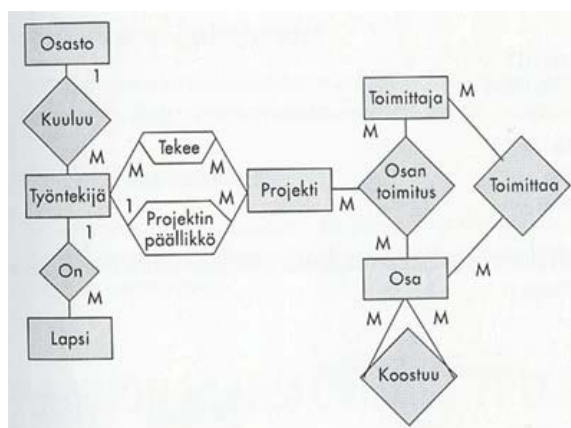 Osasto
1
Kuuluu
M
Työntekijä
1
On
M
Lapsi
Tekee
M
M
1
M
Projektin
päällikkö
Projekti
M
Toimittaja
M
M
Osan
toimitus
Toimittaa
M
Osa
M
M
M
Koostuu